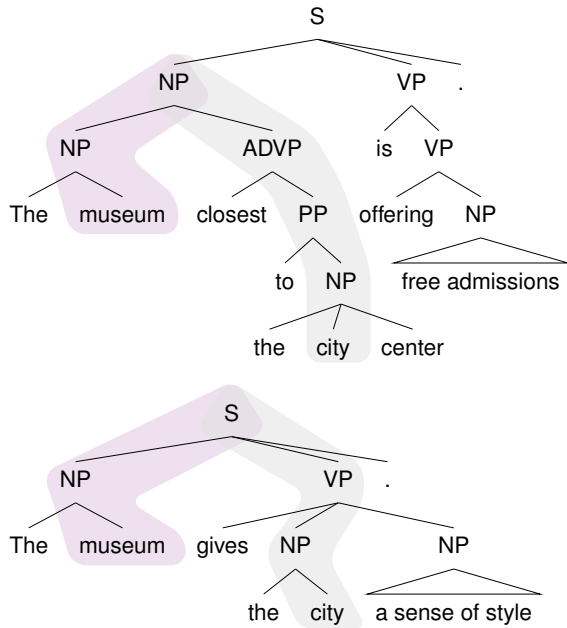 S
NP VP .
NP ADVP is VP
The museum closest PP offering NP
to NP free admissions
the city center
S
NP VP .
The museum gives NP NP
the city a sense of style